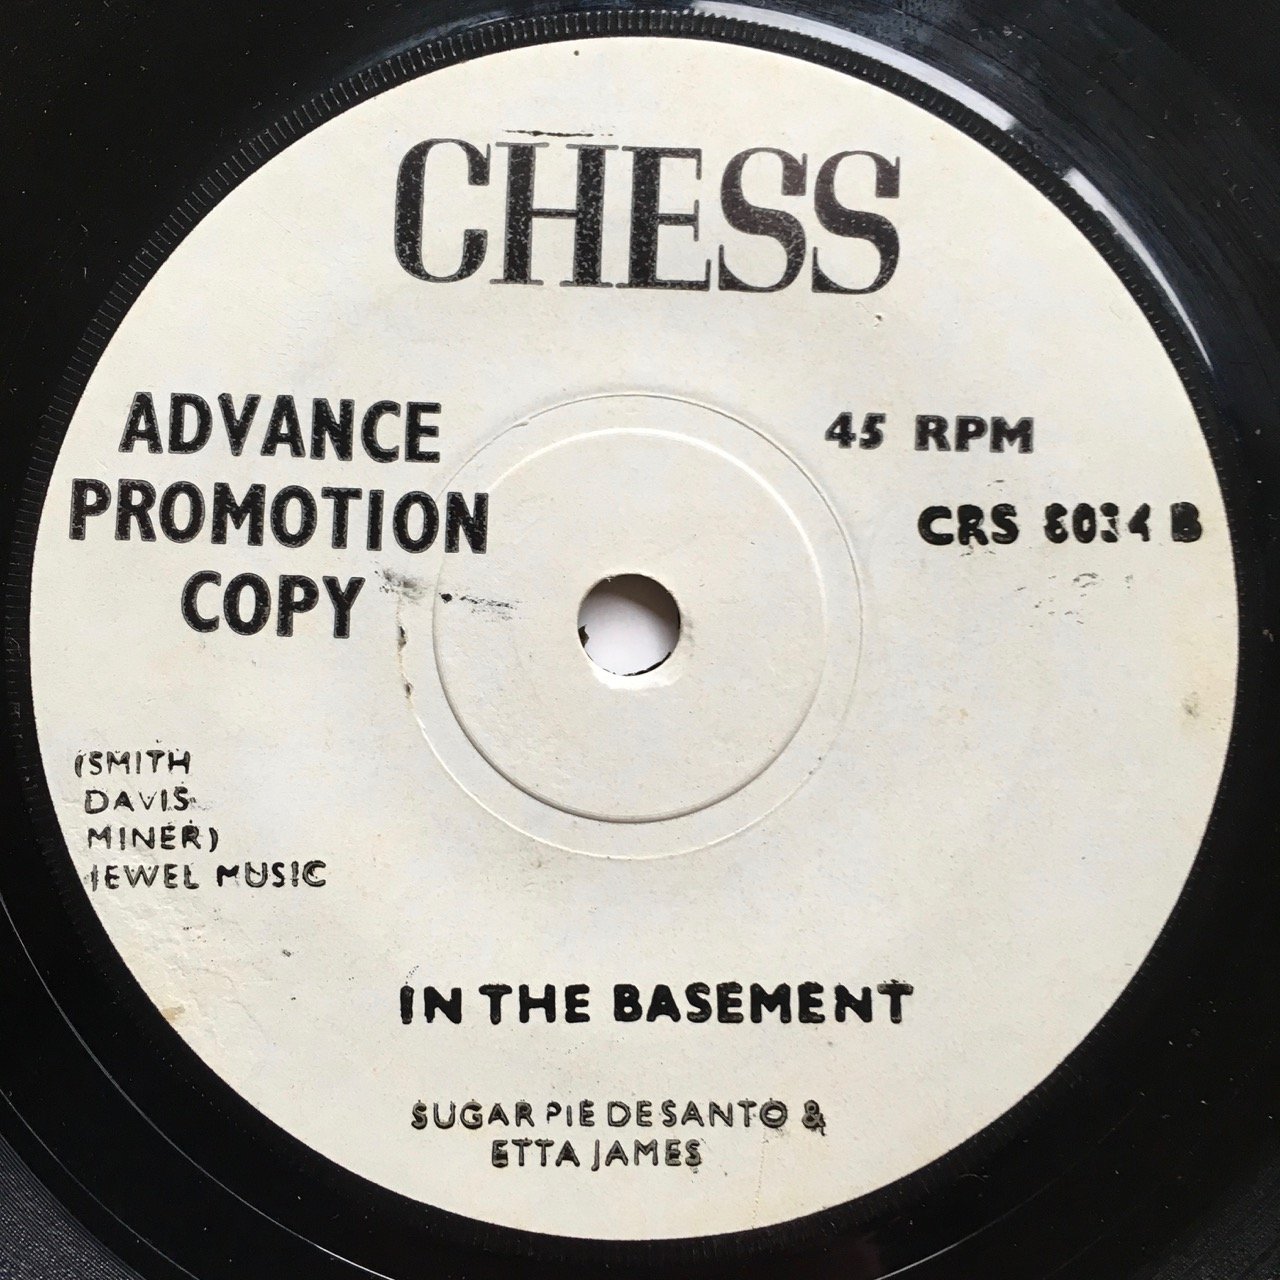 CHESS
ADVANCE
PROMOTION
COPY
45 RPM
CRS 8034 B
(SMITH
DAVIS
MINER)
JEWEL MUSIC
IN THE BASEMENT
SUGAR PIE DESANTO &
ETTA JAMES